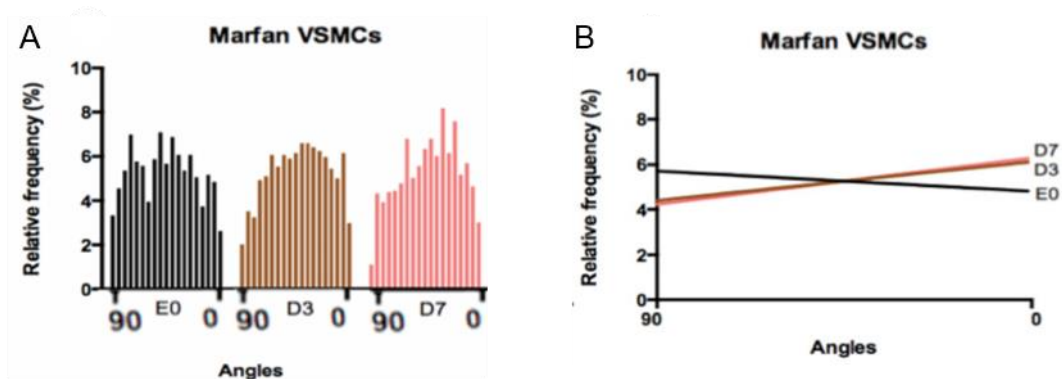 A
Marfan VSMCs
Relative frequency (%)
10
8
6
4
2
0
90 E0 0 90 D3 0 90 D7 0
Angles
B
Marfan VSMCs
Relative frequency (%)
10
8
6
4
2
0
D7
D3
E0
90 0
Angles